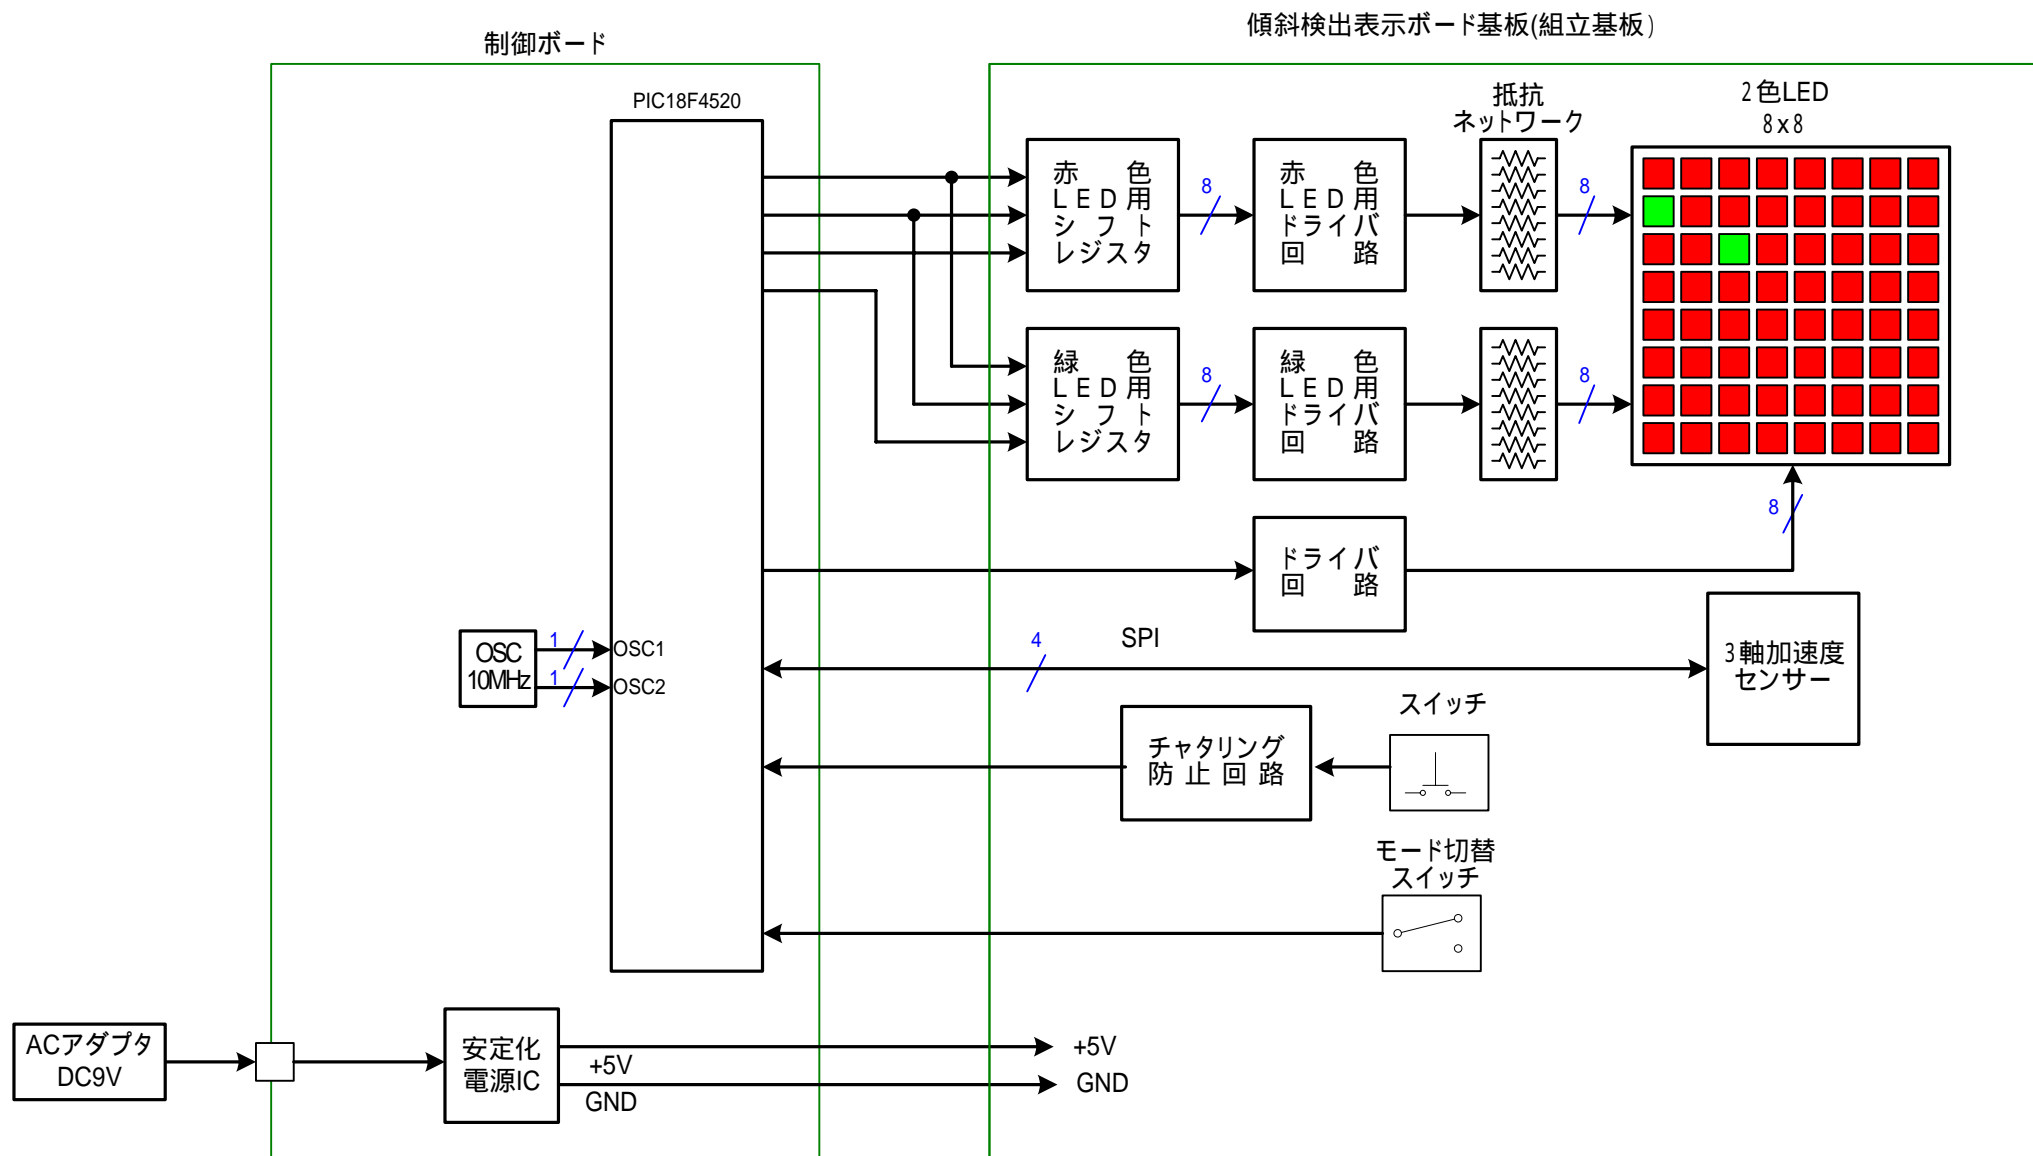 傾斜検出表示ボード基板(組立基板)
制御ボード
PIC18F4520
抵抗
ネットワーク
2色LED
8x8
赤色
LED用
シフト
レジスタ
8
赤色
LED用
ドライバ
回路
8
緑色
LED用
シフト
レジスタ
8
緑色
LED用
ドライバ
回路
8
ドライバ
回路
8
OSC
10MHz
1
1
OSC1
OSC2
4
SPI
3軸加速度
センサー
スイッチ
チャタリング
防止回路
モード切替
スイッチ
ACアダプタ
DC9V
安定化
電源IC
+5V
GND
+5V
GND